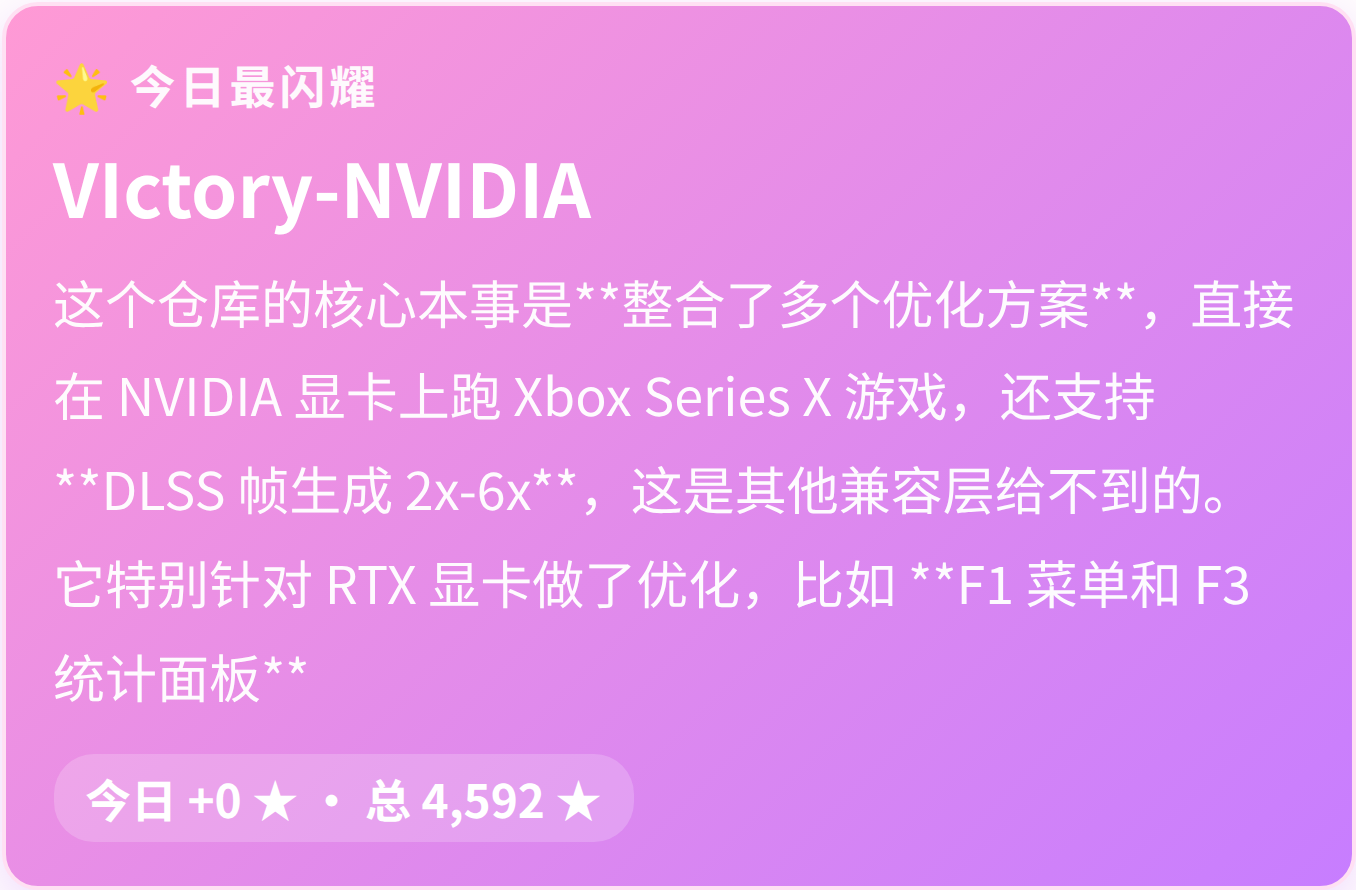 🌟 今日最闪耀
VIctory-NVIDIA
这个仓库的核心本事是**整合了多个优化方案**，直接
在 NVIDIA 显卡上跑 Xbox Series X 游戏，还支持
**DLSS 帧生成 2x-6x**，这是其他兼容层给不到的。
它特别针对 RTX 显卡做了优化，比如 **F1 菜单和 F3
统计面板**
今日 +0 ★ · 总 4,592 ★